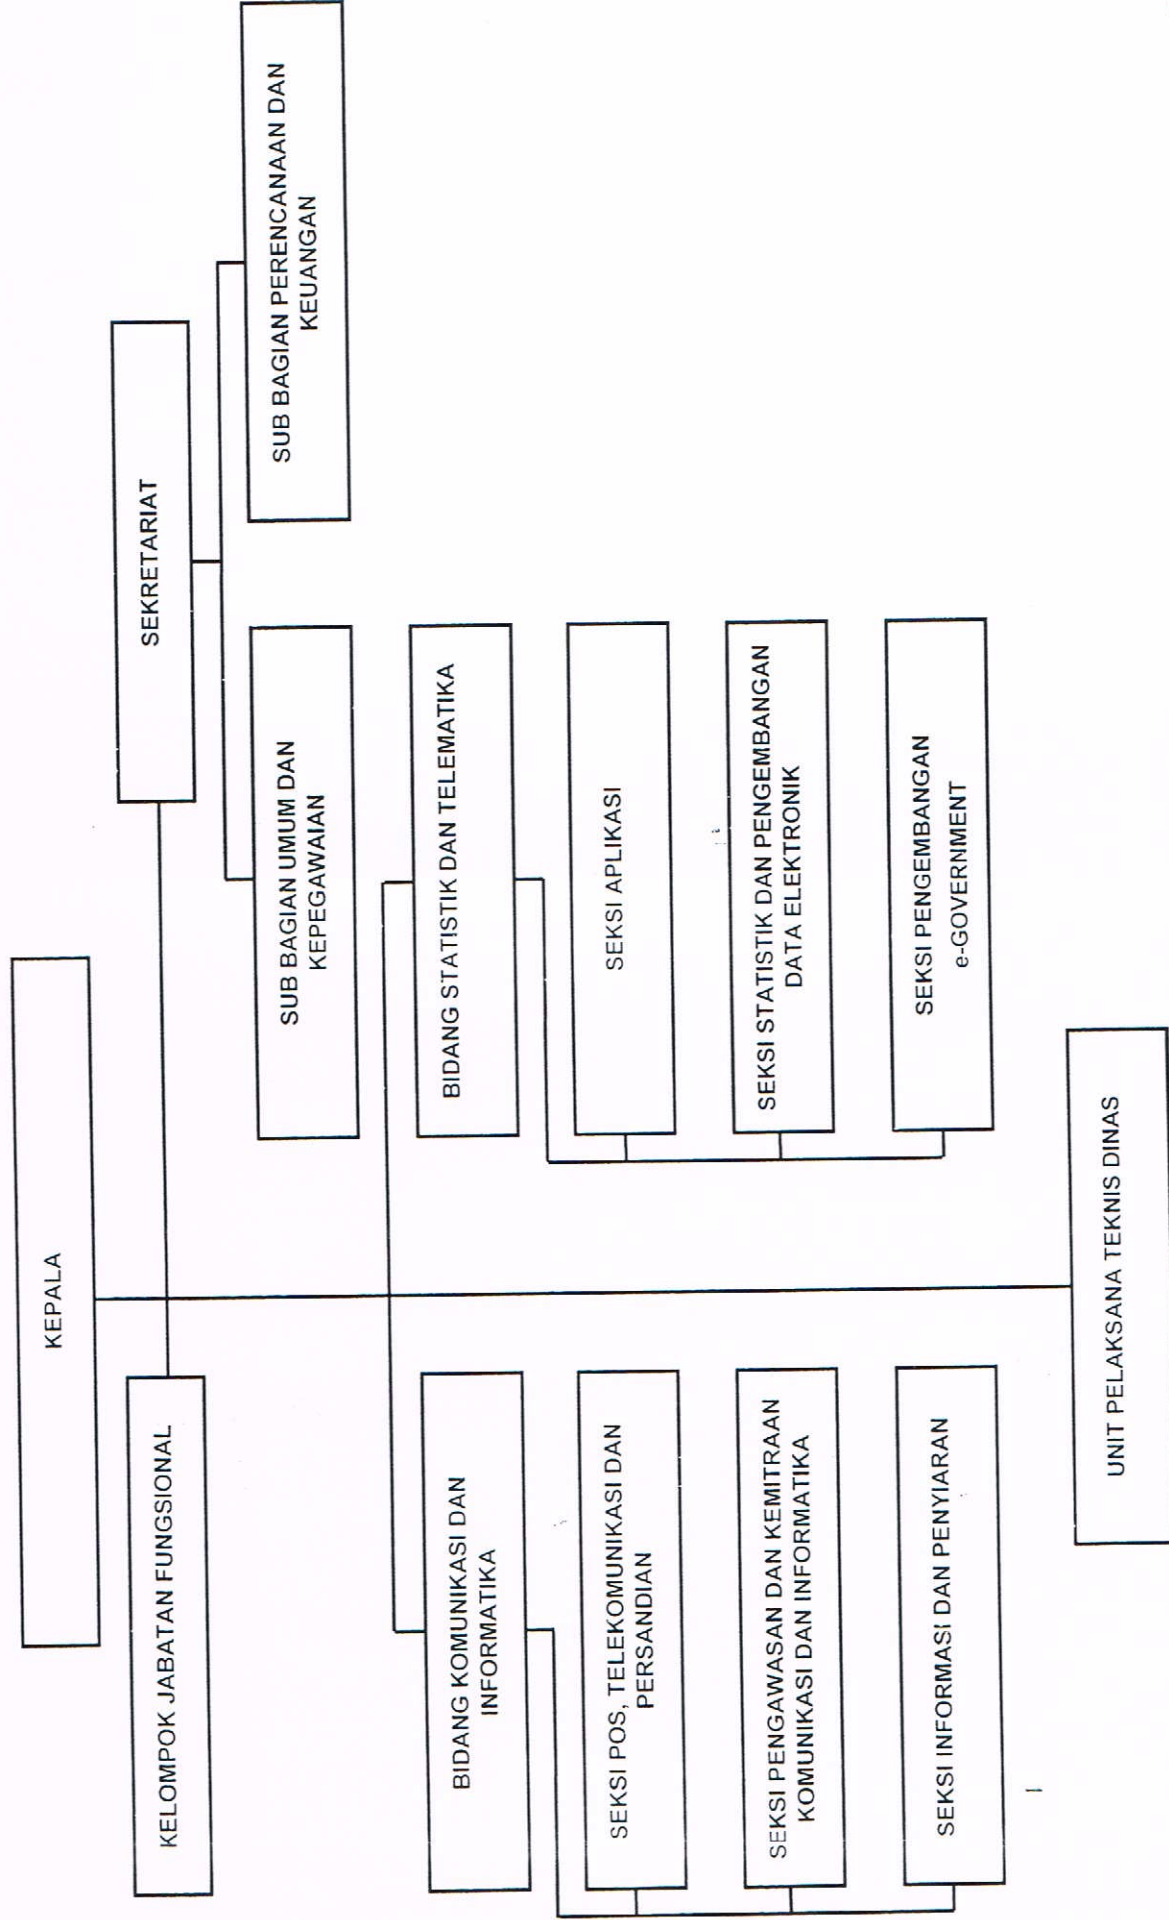 KEPALA
KELOMPOK JABATAN FUNGSIONAL
SEKRETARIAT
SUB BAGIAN UMUM DAN
KEPEGAWAIAN
SUB BAGIAN PERENCANAAN DAN
KEUANGAN
BIDANG KOMUNIKASI DAN
INFORMATIKA
BIDANG STATISTIK DAN TELEMATIKA
SEKSI POS, TELEKOMUNIKASI DAN
PERSANDIAN
SEKSI APLIKASI
SEKSI PENGAWASAN DAN KEMITRAAN
KOMUNIKASI DAN INFORMATIKA
SEKSI STATISTIK DAN PENGEMBANGAN
DATA ELEKTRONIK
SEKSI INFORMASI DAN PENYIARAN
SEKSI PENGEMBANGAN
e-GOVERNMENT
UNIT PELAKSANA TEKNIS DINAS